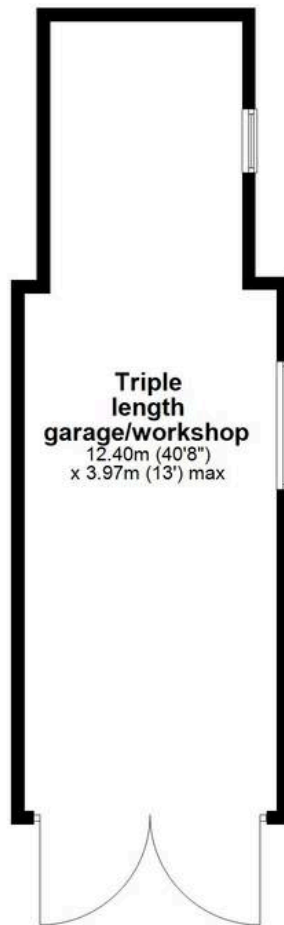 Triple
length
garage/workshop
12.40m (40'8")
x 3.97m (13') max